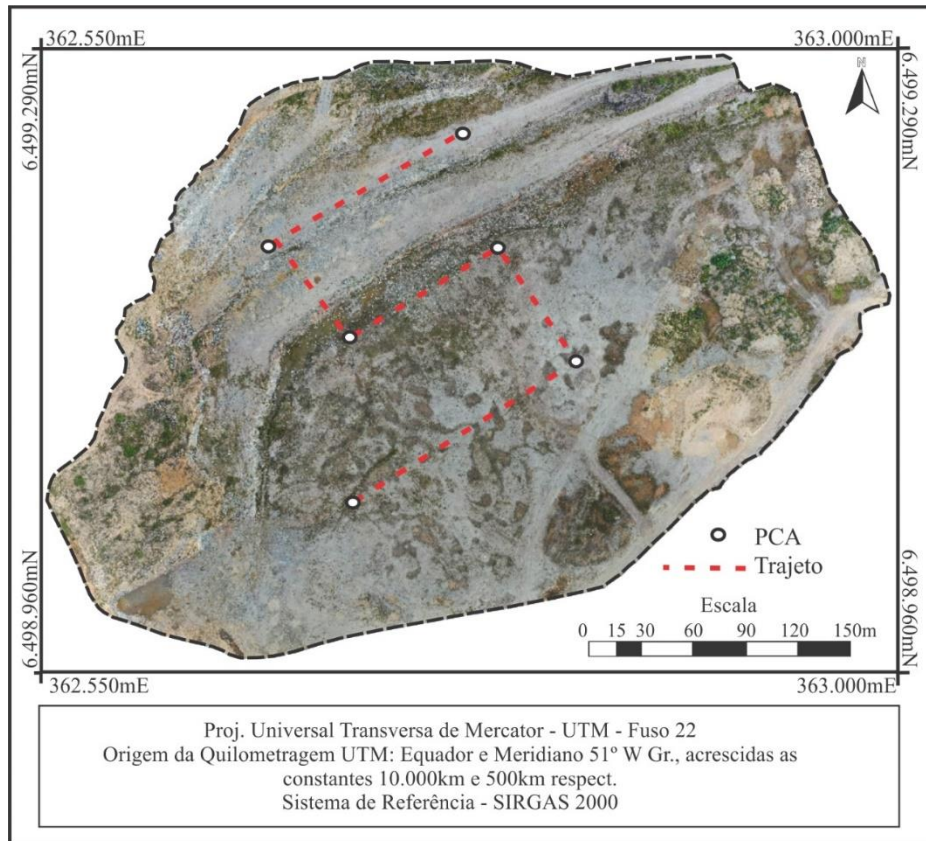 362.550mE
363.000mE
6.499.290mN
6.499.290mN
N
PCA
Trajeto
Escala
0 15 30 60 90 120 150m
6.498.960mN
6.498.960mN
362.550mE
363.000mE
Proj. Universal Transversa de Mercator - UTM - Fuso 22
Origem da Quilometragem UTM: Equador e Meridiano 51º W Gr., acrescidas as
constantes 10.000km e 500km respect.
Sistema de Referência - SIRGAS 2000